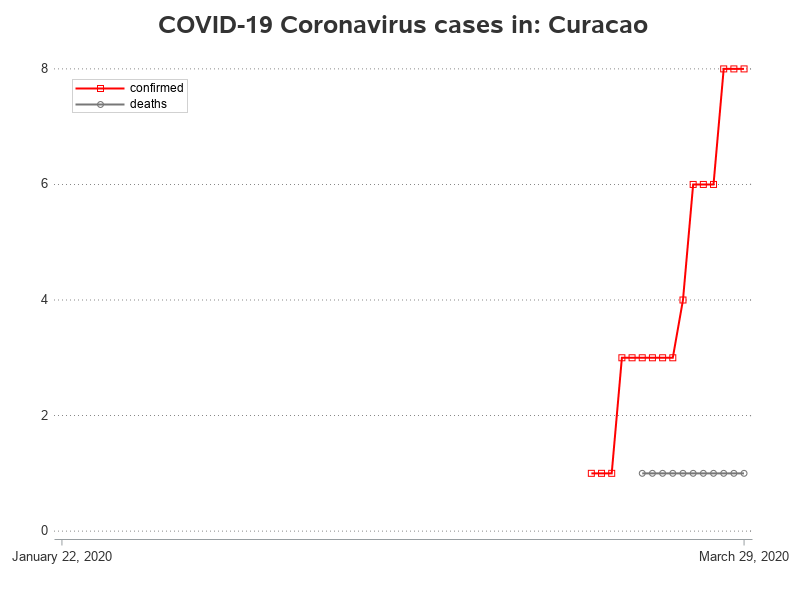 COVID-19 Coronavirus cases in: Curacao
8
confirmed
deaths
6
4
2
0
January 22, 2020
March 29, 2020